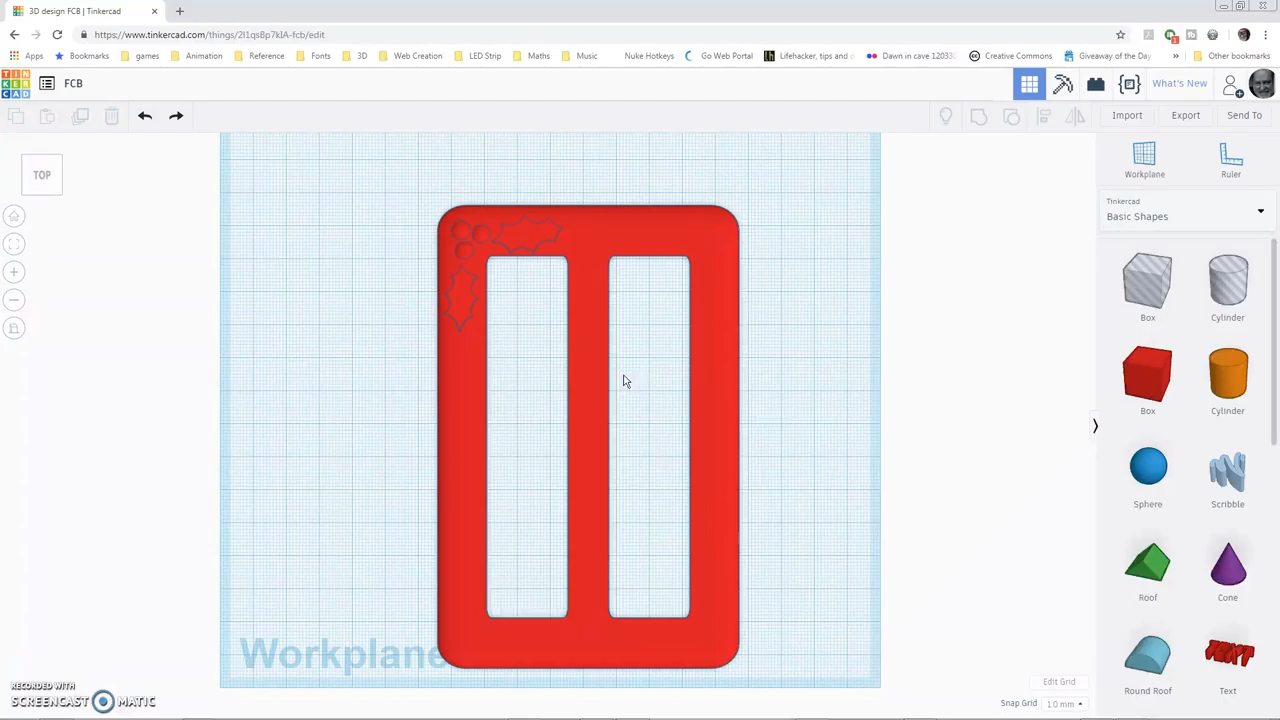 3D design FCB | Tinkercad
https://www.tinkercad.com/things/2l1qsBp7kIA-fcb/edit
Apps Bookmarks games Animation Reference Fonts 3D Web Creation LED Strip Maths Music Nuke Hotkeys Go Web Portal Lifehacker, tips and d Dawn in cave 12033 Creative Commons Giveaway of the Day » Other bookmarks
TIN
KER
CAD
FCB
What's New
Import Export Send To
TOP
Workplane Ruler
Tinkercad
Basic Shapes
Box Cylinder
Box Cylinder
Sphere Scribble
Roof Cone
TEXT
Round Roof Text
Workplane
Edit Grid
Snap Grid 1.0 mm
RECORDED WITH
SCREENCAST MATIC